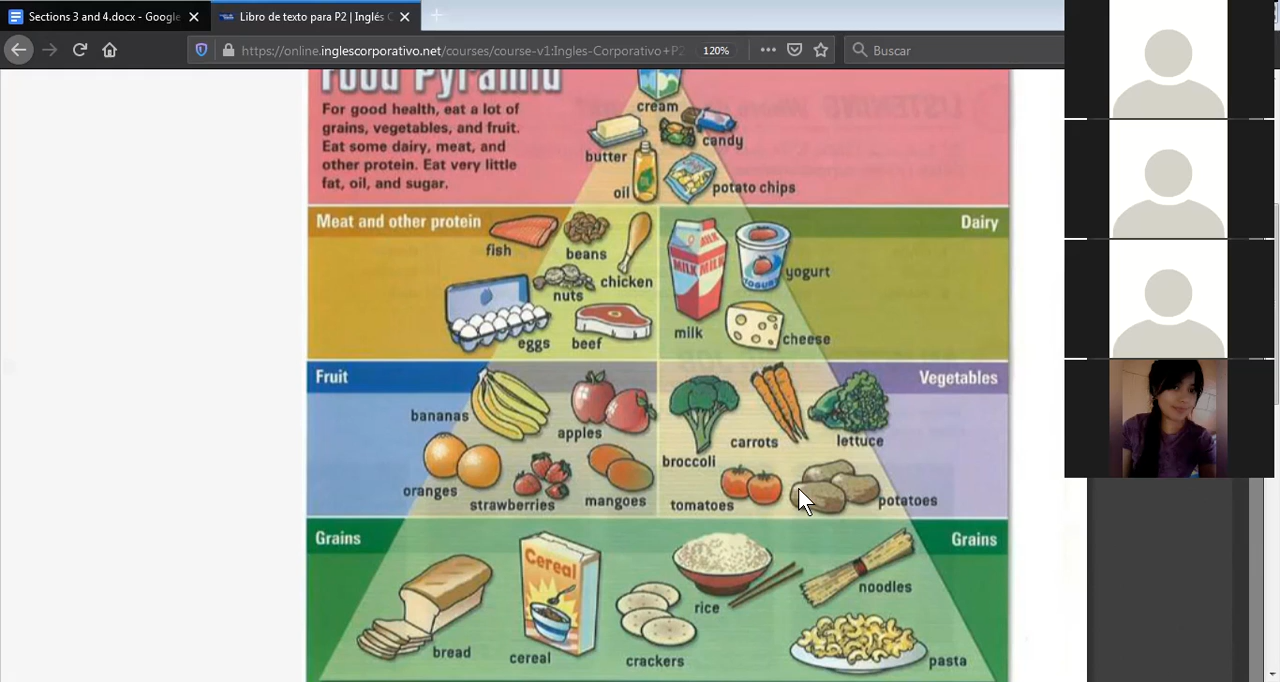 Sections 3 and 4.docx - Google
Libro de texto para P2 | Inglés C
https://online.inglescorporativo.net/courses/course-v1:Ingles-Corporativo+P2
120%
Buscar
Food Pyramid
For good health, eat a lot of
grains, vegetables, and fruit.
Eat some dairy, meat, and
other protein. Eat very little
fat, oil, and sugar.
cream
butter
candy
oil
potato chips
Meat and other protein
Dairy
fish
beans
chicken
nuts
eggs
beef
MILK MILK
milk
YOGURT
yogurt
cheese
Fruit
Vegetables
bananas
apples
oranges
strawberries
mangoes
broccoli
carrots
lettuce
tomatoes
potatoes
Grains
Grains
bread
Cereal
cereal
crackers
rice
noodles
pasta